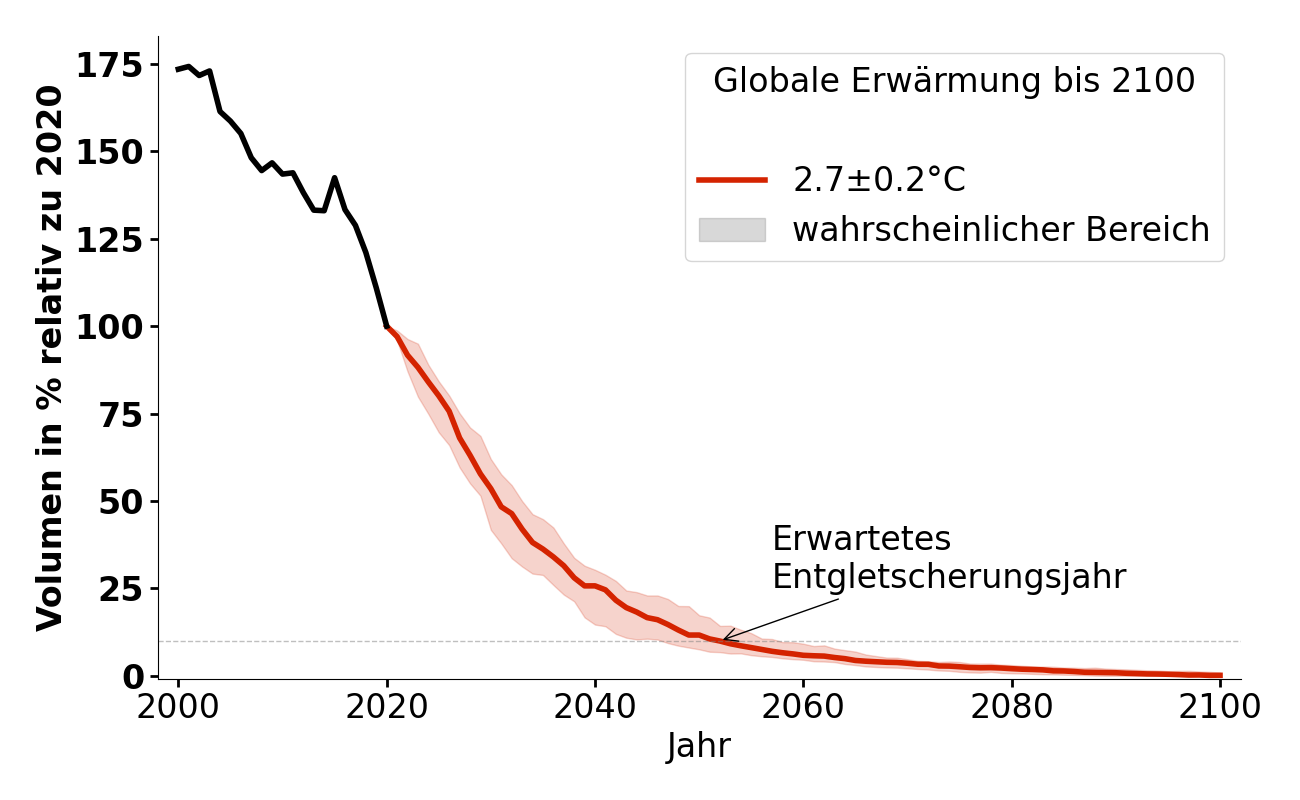 Volumen in % relativ zu 2020
175
150
125
100
75
50
25
0
Globale Erwärmung bis 2100
2.7±0.2°C
wahrscheinlicher Bereich
Erwartetes
Entgletscherungsjahr
2000 2020 2040 2060 2080 2100
Jahr